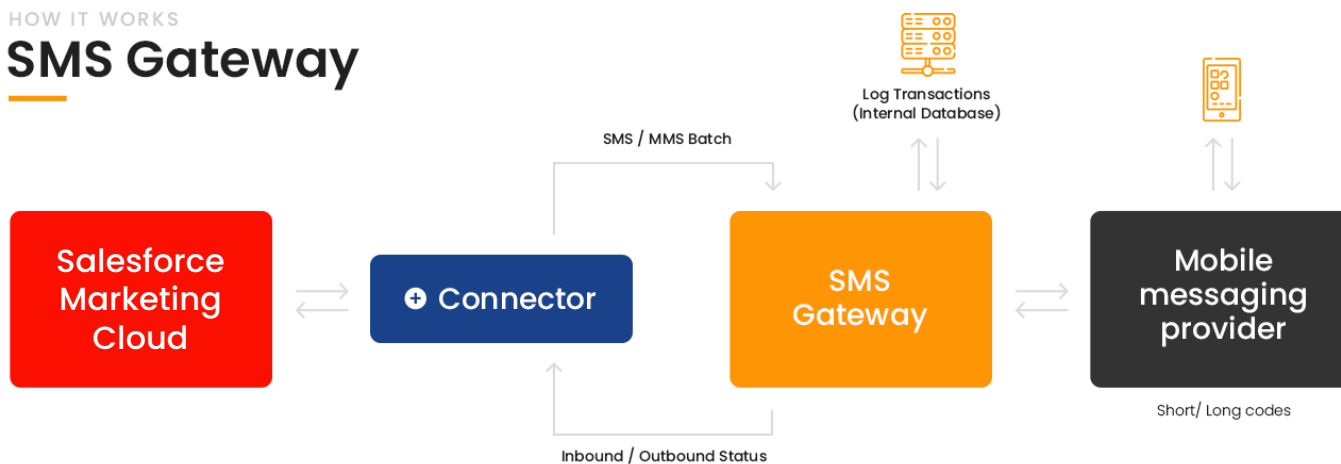 HOW IT WORKS
SMS Gateway
Log Transactions
(Internal Database)
SMS / MMS Batch
Salesforce
Marketing
Cloud
Connector
SMS
Gateway
Mobile
messaging
provider
Short/ Long codes
Inbound / Outbound Status